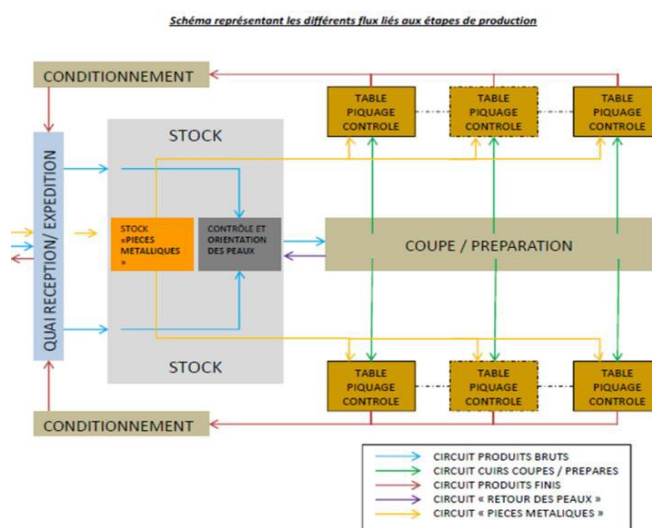 Schéma représentant les différents flux liés aux étapes de production
CONDITIONNEMENT
TABLE
PIQUAGE
CONTROLE
TABLE
PIQUAGE
CONTROLE
TABLE
PIQUAGE
CONTROLE
STOCK
QUAI RECEPTION/ EXPEDITION
STOCK
«PIECES
METALLIQUES
»
CONTRÔLE ET
ORIENTATION
DES PEAUX
COUPE / PREPARATION
STOCK
TABLE
PIQUAGE
CONTROLE
TABLE
PIQUAGE
CONTROLE
TABLE
PIQUAGE
CONTROLE
CONDITIONNEMENT
CIRCUIT PRODUITS BRUTS
CIRCUIT CUIRS COUPES / PREPARES
CIRCUIT PRODUITS FINIS
CIRCUIT « RETOUR DES PEAUX »
CIRCUIT « PIECES METALIQUES »